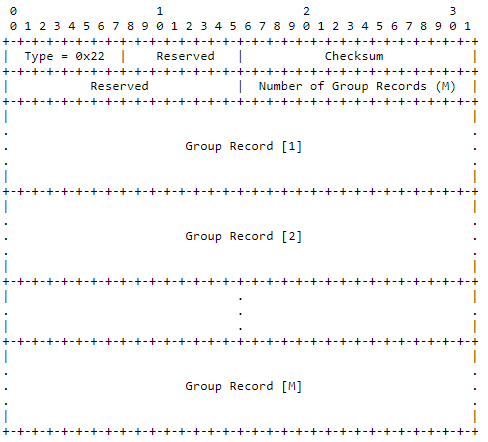 0                   1                   2                   3
 0 1 2 3 4 5 6 7 8 9 0 1 2 3 4 5 6 7 8 9 0 1 2 3 4 5 6 7 8 9 0 1
+-+-+-+-+-+-+-+-+-+-+-+-+-+-+-+-+-+-+-+-+-+-+-+-+-+-+-+-+-+-+-+-+
|  Type = 0x22  |    Reserved   |           Checksum            |
+-+-+-+-+-+-+-+-+-+-+-+-+-+-+-+-+-+-+-+-+-+-+-+-+-+-+-+-+-+-+-+-+
|           Reserved            |  Number of Group Records (M)  |
+-+-+-+-+-+-+-+-+-+-+-+-+-+-+-+-+-+-+-+-+-+-+-+-+-+-+-+-+-+-+-+-+
|                                                               |
.                                                               .
.                        Group Record [1]                       .
.                                                               .
|                                                               |
+-+-+-+-+-+-+-+-+-+-+-+-+-+-+-+-+-+-+-+-+-+-+-+-+-+-+-+-+-+-+-+-+
|                                                               |
.                                                               .
.                        Group Record [2]                       .
.                                                               .
|                                                               |
+-+-+-+-+-+-+-+-+-+-+-+-+-+-+-+-+-+-+-+-+-+-+-+-+-+-+-+-+-+-+-+-+
|                               .                               |
.                               .                               .
|                               .                               |
+-+-+-+-+-+-+-+-+-+-+-+-+-+-+-+-+-+-+-+-+-+-+-+-+-+-+-+-+-+-+-+-+
|                                                               |
.                                                               .
.                        Group Record [M]                       .
.                                                               .
|                                                               |
+-+-+-+-+-+-+-+-+-+-+-+-+-+-+-+-+-+-+-+-+-+-+-+-+-+-+-+-+-+-+-+-+